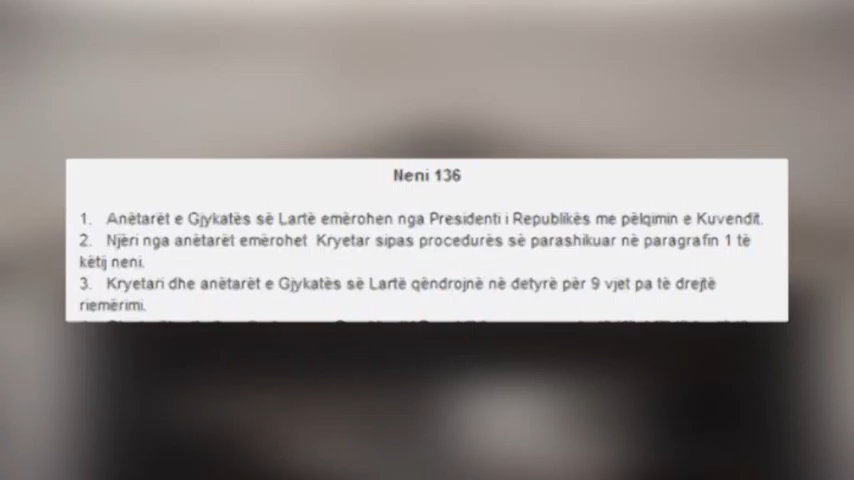 Neni 136
1. Anëtarët e Gjykatës së Lartë emërohen nga Presidenti i Republikës me pëlqimin e Kuvendit.
2. Njëri nga anëtarët emërohet Kryetar sipas procedurës së parashikuar në paragrafin 1 të
këtij neni.
3. Kryetari dhe anëtarët e Gjykatës së Lartë qëndrojnë në detyrë për 9 vjet pa të drejtë
riemërimi.